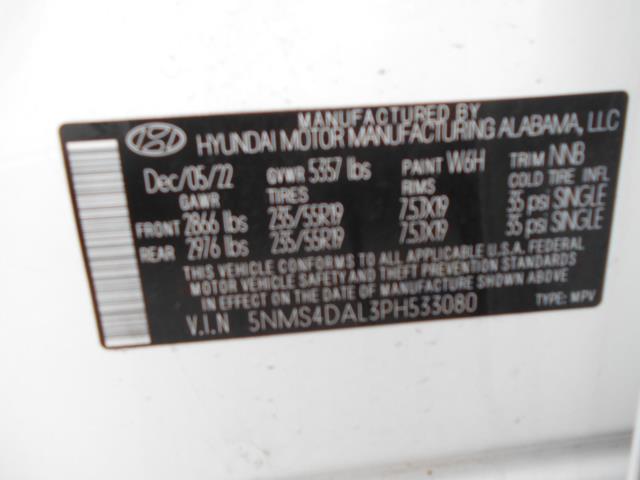 MANUFACTURED BY
HYUNDAI MOTOR MANUFACTURING ALABAMA, LLC
Dec/05/22 GVWR 5357 lbs PAINT W6H TRIM NNB
GAWR TIRES RIMS COLD TIRE INFL
FRONT 2866 lbs 235/55R19 7.5JX19 35 psi SINGLE
REAR 2976 lbs 235/55R19 7.5JX19 35 psi SINGLE
THIS VEHICLE CONFORMS TO ALL APPLICABLE U.S.A. FEDERAL
MOTOR VEHICLE SAFETY AND THEFT PREVENTION STANDARDS
IN EFFECT ON THE DATE OF MANUFACTURE SHOWN ABOVE.
V.I.N 5NMS4DAL3PH533080 TYPE: MPV